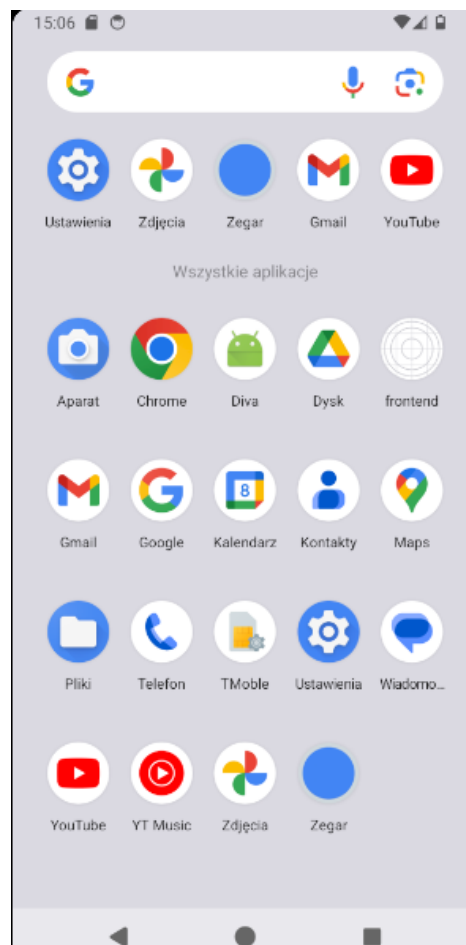 15:06
Ustawienia Zdjęcia Zegar Gmail YouTube
Wszystkie aplikacje
Aparat Chrome Diva Dysk frontend
8
Gmail Google Kalendarz Kontakty Maps
Pliki Telefon TMoble Ustawienia Wiadomo...
YouTube YT Music Zdjęcia Zegar